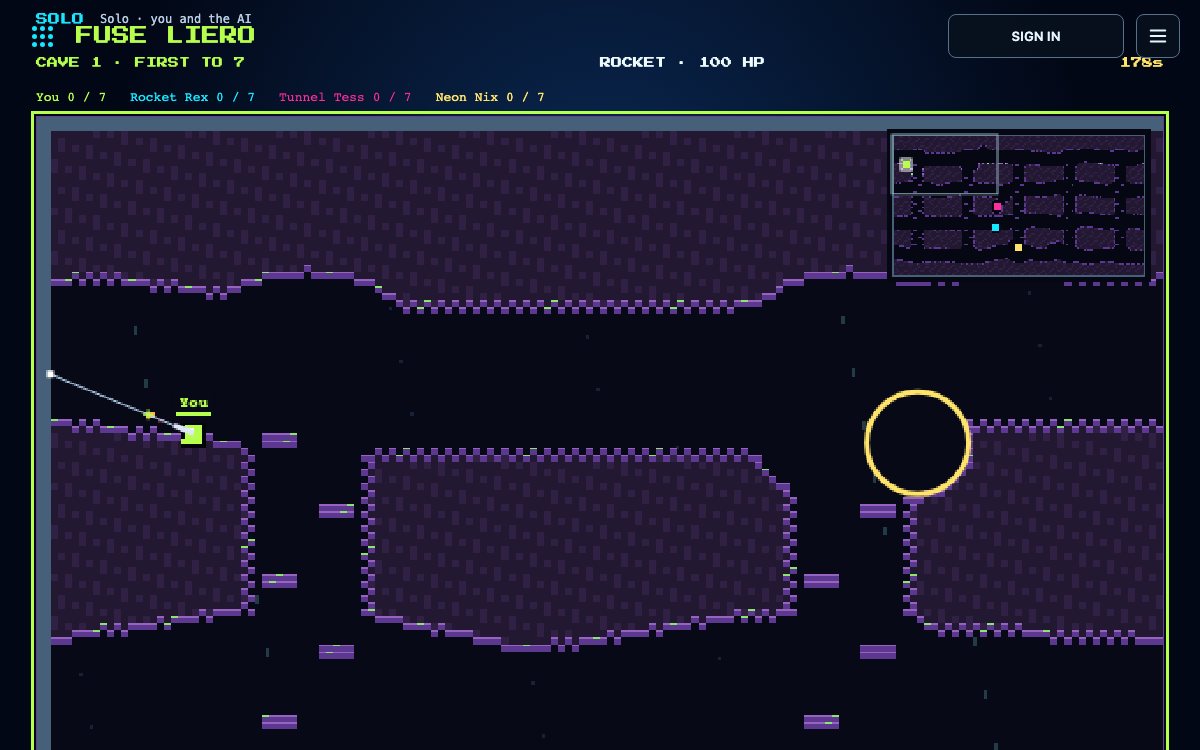 SOLO Solo · you and the AI
FUSE LIERO
SIGN IN
CAVE 1 · FIRST TO 7
ROCKET · 100 HP
178s
You 0 / 7 Rocket Rex 0 / 7 Tunnel Tess 0 / 7 Neon Nix 0 / 7
You